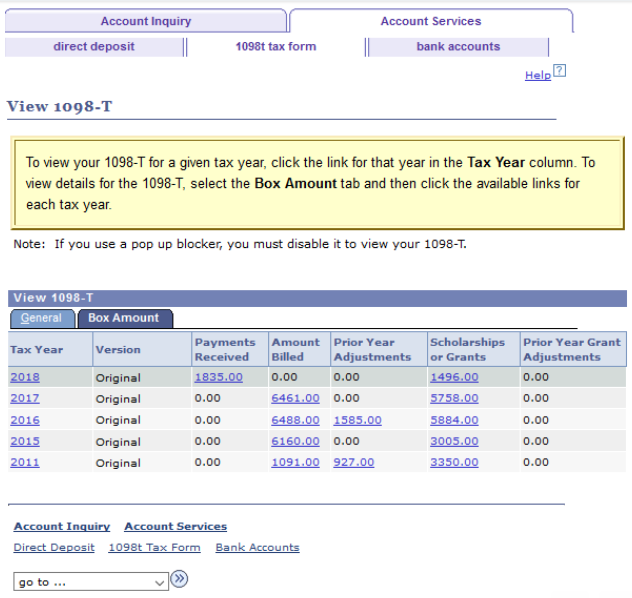 Account Inquiry Account Services
direct deposit 1098t tax form bank accounts
Help ?
View 1098-T
To view your 1098-T for a given tax year, click the link for that year in the Tax Year column. To
view details for the 1098-T, select the Box Amount tab and then click the available links for
each tax year.
Note: If you use a pop up blocker, you must disable it to view your 1098-T.
View 1098-T
General Box Amount
Tax Year Version Payments Received Amount Billed Prior Year Adjustments Scholarships or Grants Prior Year Grant Adjustments
2018 Original 1835.00 0.00 0.00 1496.00 0.00
2017 Original 0.00 6461.00 0.00 5758.00 0.00
2016 Original 0.00 6488.00 1585.00 5884.00 0.00
2015 Original 0.00 6160.00 0.00 3005.00 0.00
2011 Original 0.00 1091.00 927.00 3350.00 0.00
Account Inquiry Account Services
Direct Deposit 1098t Tax Form Bank Accounts
go to ...